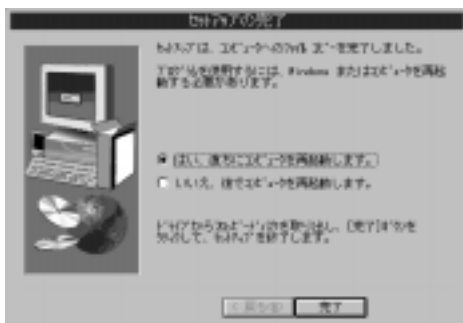 ｾｯﾄｱｯﾌﾟの完了
ｾｯﾄｱｯﾌﾟは、ｺﾝﾋﾟｭｰﾀへのﾌｧｲﾙ ｺﾋﾟｰを完了しました。
ﾌﾟﾛｸﾞﾗﾑを使用するには、Windows またはｺﾝﾋﾟｭｰﾀを再起
動する必要があります。
はい、直ちにｺﾝﾋﾟｭｰﾀを再起動します。
いいえ、後でｺﾝﾋﾟｭｰﾀを再起動します。
ﾄﾞﾗｲﾌﾞからﾌﾛｯﾋﾟｰﾃﾞｨｽｸを取り出し、[完了]ﾎﾞﾀﾝを
ｸﾘｯｸして、ｾｯﾄｱｯﾌﾟを終了します。
< 戻る(B)
完了